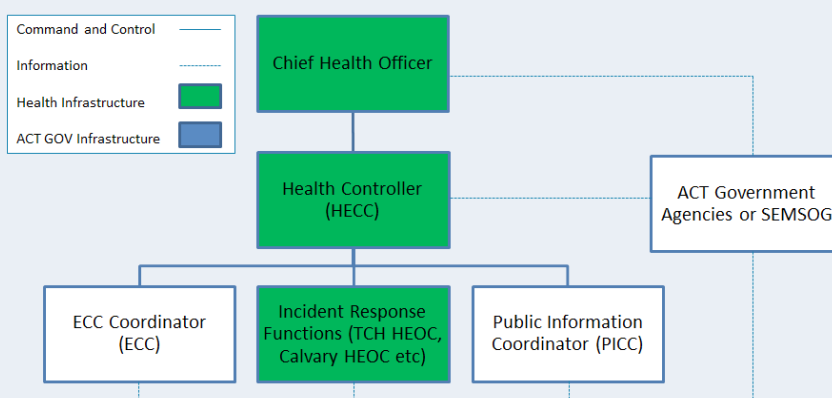 Command and Control
Information
Health Infrastructure
ACT GOV Infrastructure
Chief Health Officer
Health Controller
(HECC)
ACT Government
Agencies or SEMSOG
ECC Coordinator
(ECC)
Incident Response
Functions (TCH HEOC,
Calvary HEOC etc)
Public Information
Coordinator (PICC)